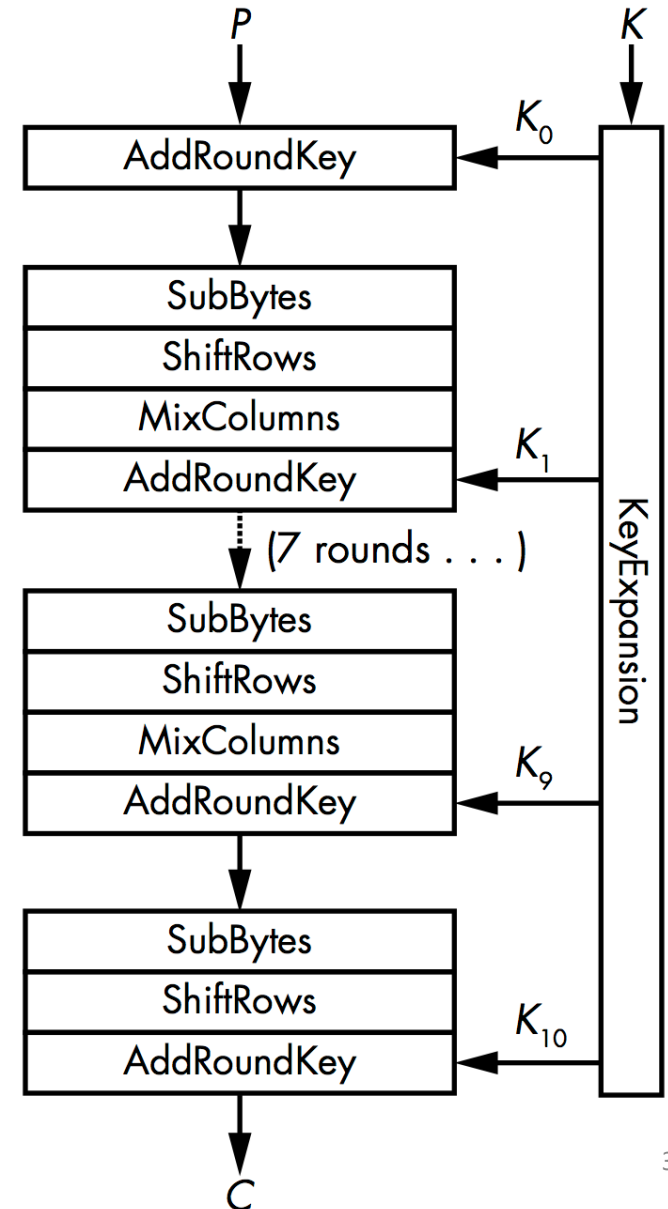 P
K
AddRoundKey
K₀
SubBytes
ShiftRows
MixColumns
AddRoundKey
K₁
(7 rounds . . . )
KeyExpansion
SubBytes
ShiftRows
MixColumns
AddRoundKey
K₉
SubBytes
ShiftRows
AddRoundKey
K₁₀
C